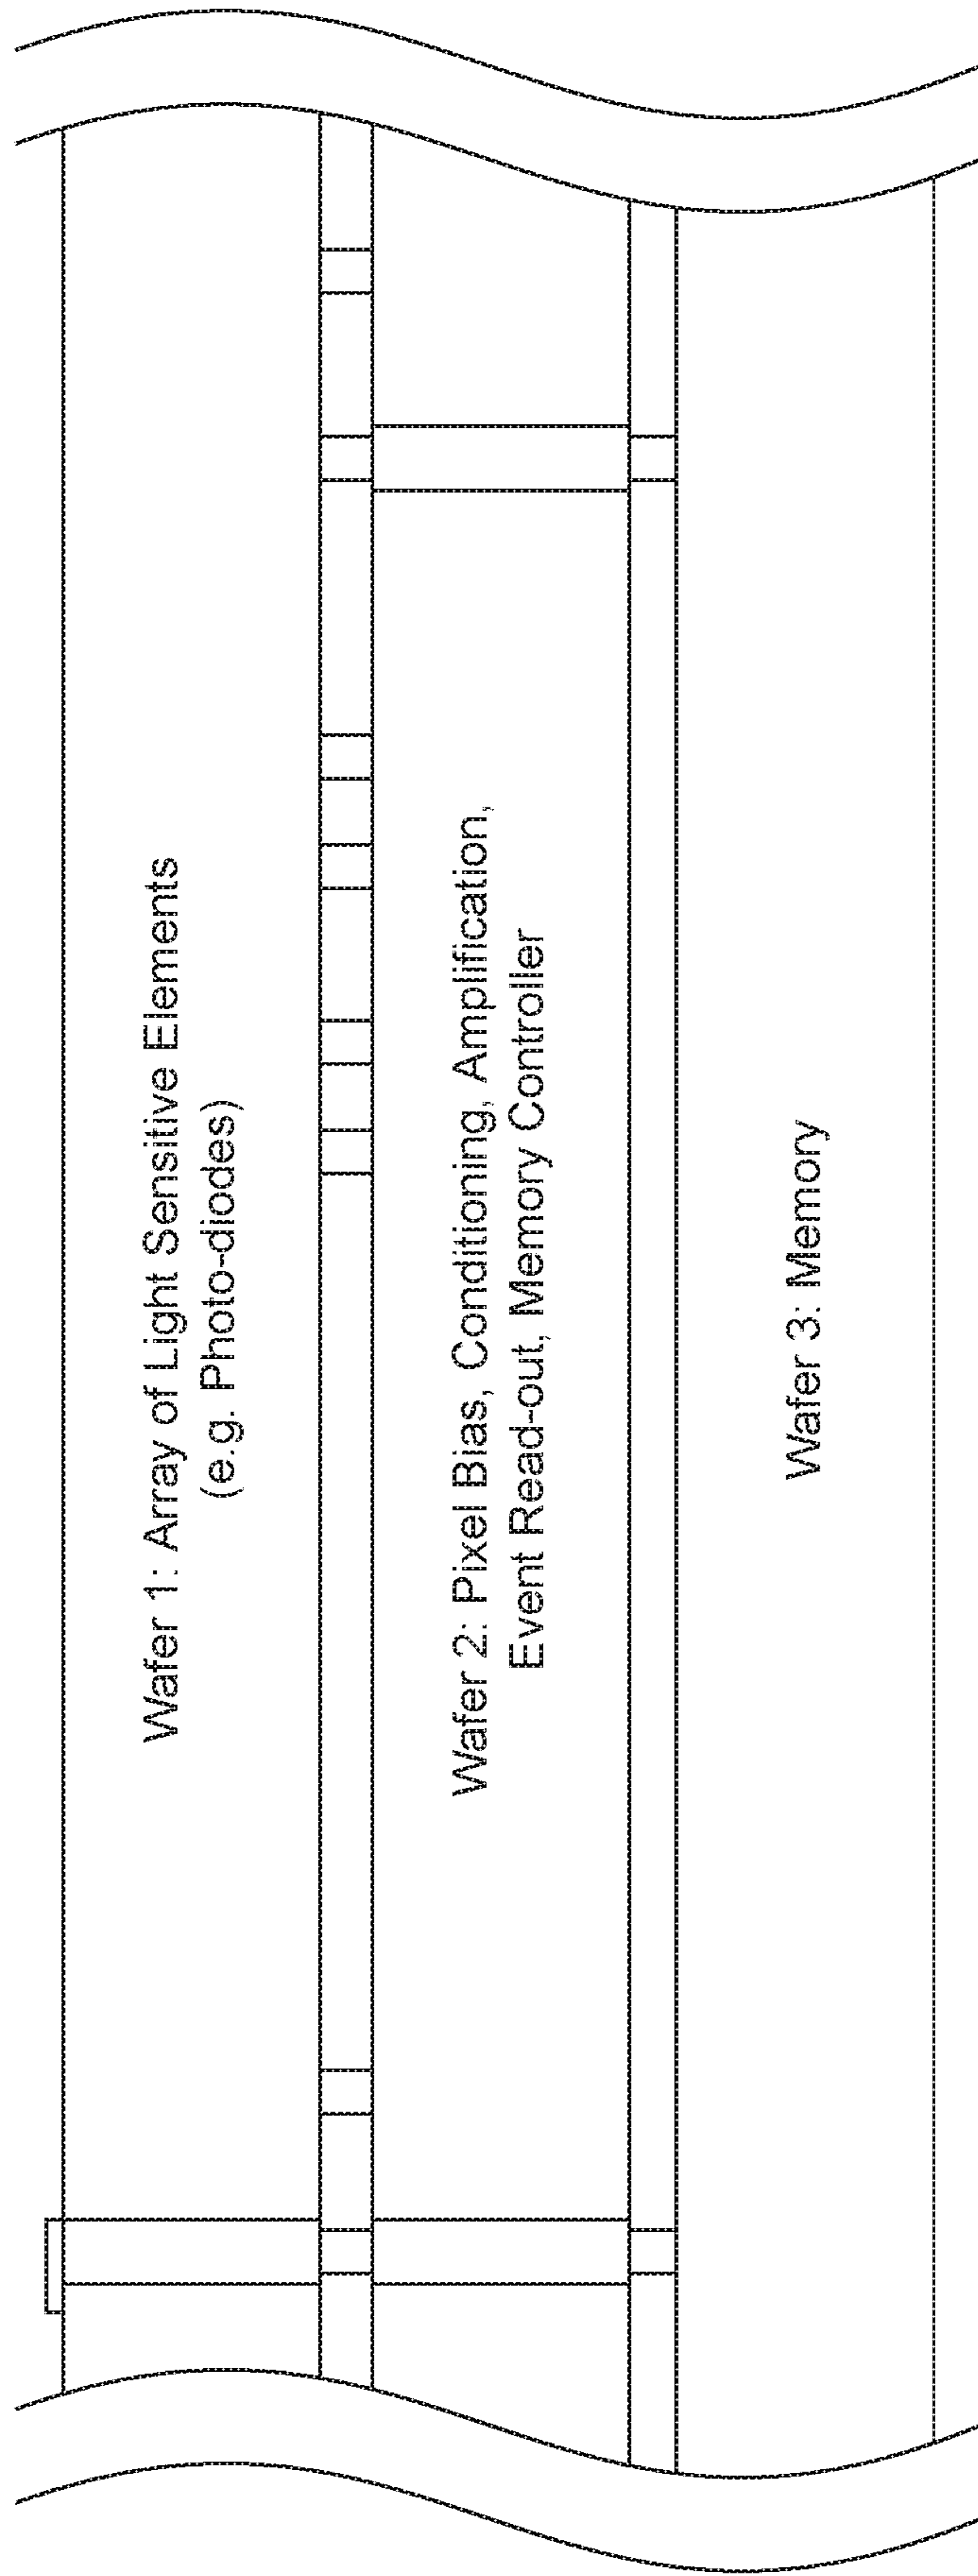 Wafer 1: Array of Light Sensitive Elements
(e.g. Photo-diodes)
Wafer 2: Pixel Bias, Conditioning, Amplification,
Event Read-out, Memory Controller
Wafer 3: Memory